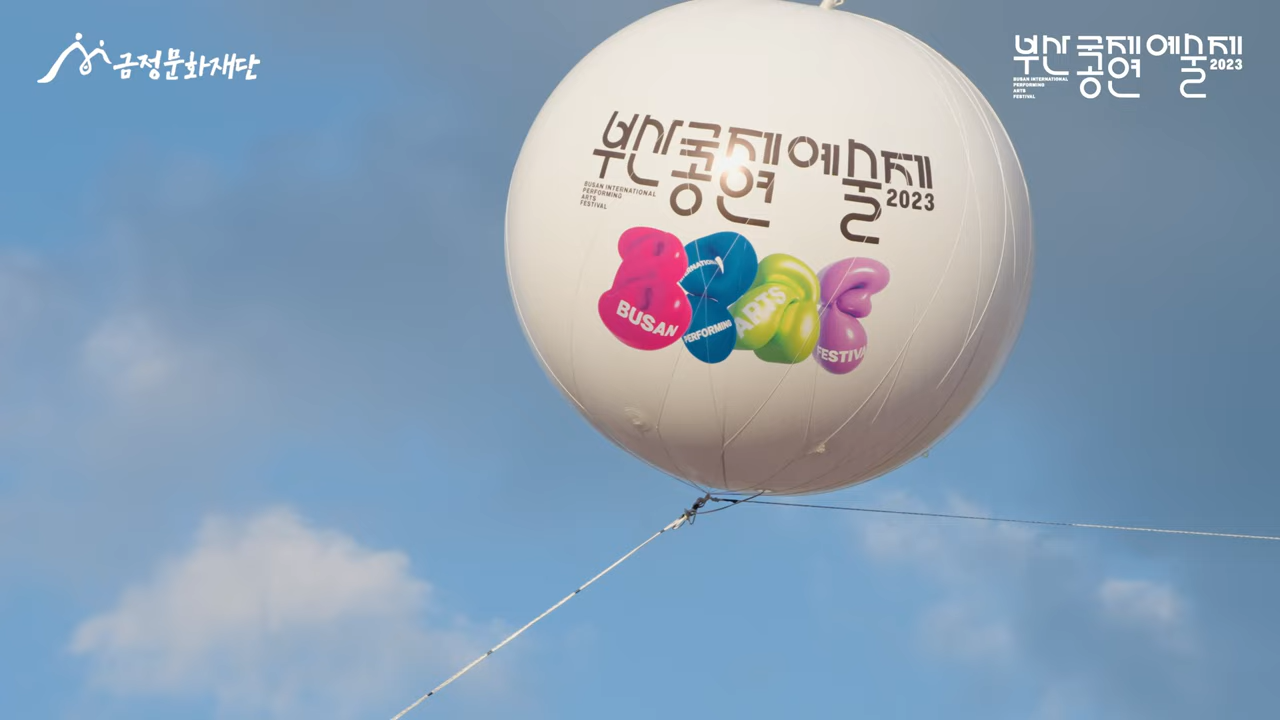 금정문화재단
부산국제공연예술제 2023
BUSAN INTERNATIONAL
PERFORMING
ARTS
FESTIVAL
부산국제공연예술제 2023
BUSAN INTERNATIONAL
PERFORMING
ARTS
FESTIVAL
BUSAN
PERFORMING
ARTS